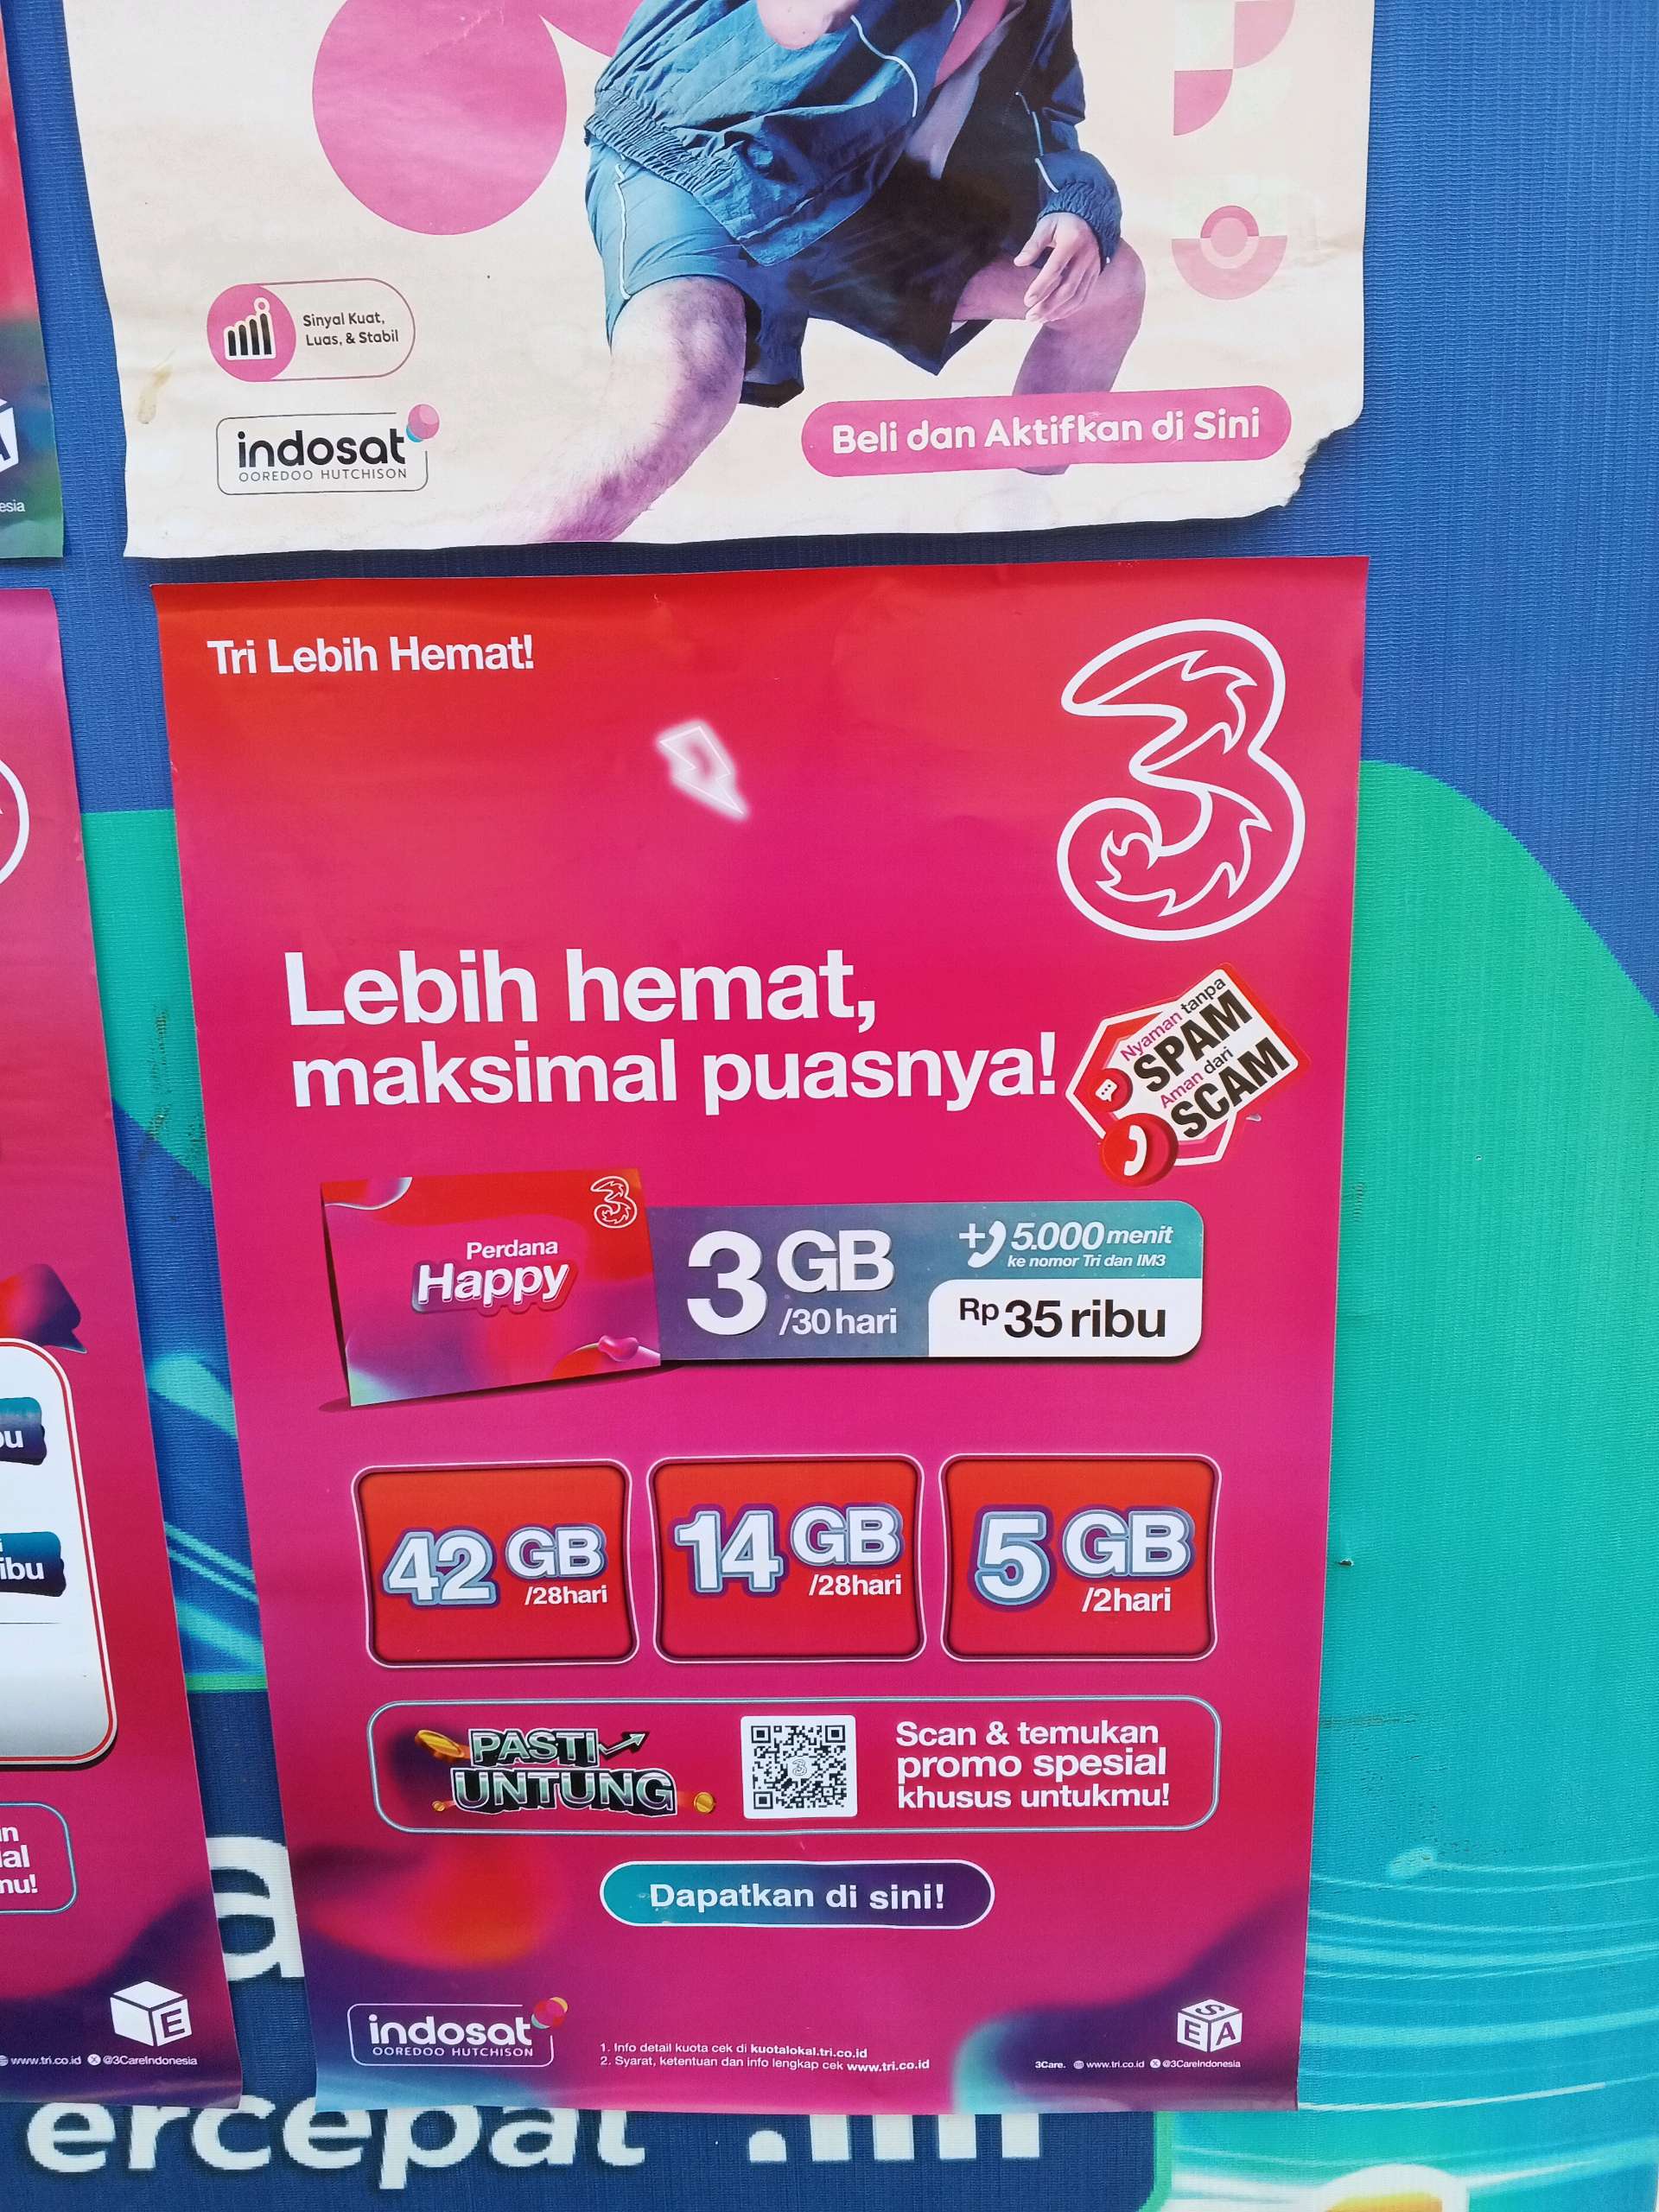 Sinyal Kuat,
Luas, & Stabil
indosat
OOREDOO HUTCHISON
Beli dan Aktifkan di Sini
esia
Tri Lebih Hemat!
3
Lebih hemat,
maksimal puasnya!
Nyaman tanpa
SPAM
Aman dari
SCAM
Perdana
Happy
3 GB
/30 hari
+ 5.000 menit
ke nomor Tri dan IM3
Rp 35 ribu
42 GB
/28hari
14 GB
/28hari
5 GB
/2hari
PASTI
UNTUNG
Scan & temukan
promo spesial
khusus untukmu!
Dapatkan di sini!
indosat
OOREDOO HUTCHISON
1. Info detail kuota cek di kuotalokal.tri.co.id
2. Syarat, ketentuan dan info lengkap cek www.tri.co.id
SEA
3Care. www.tri.co.id @3CareIndonesia
ibu
mu!
E
www.tri.co.id @3CareIndonesia
a
ercepat